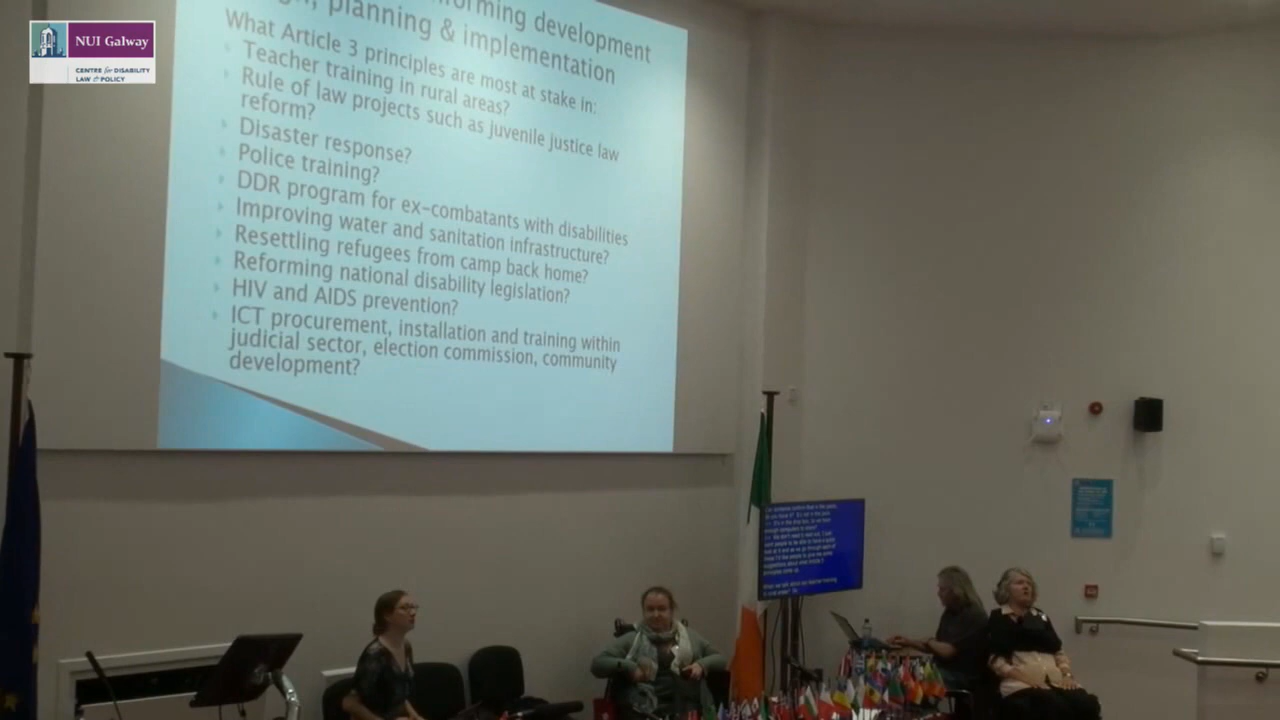 NUI Galway
CENTRE for DISABILITY
LAW & POLICY
forming development
planning & implementation
What Article 3 principles are most at stake in:
Teacher training in rural areas?
Rule of law projects such as juvenile justice law
reform?
Disaster response?
Police training?
DDR program for ex-combatants with disabilities
Improving water and sanitation infrastructure?
Resettling refugees from camp back home?
Reforming national disability legislation?
HIV and AIDS prevention?
ICT procurement, installation and training within
judicial sector, election commission, community
development?